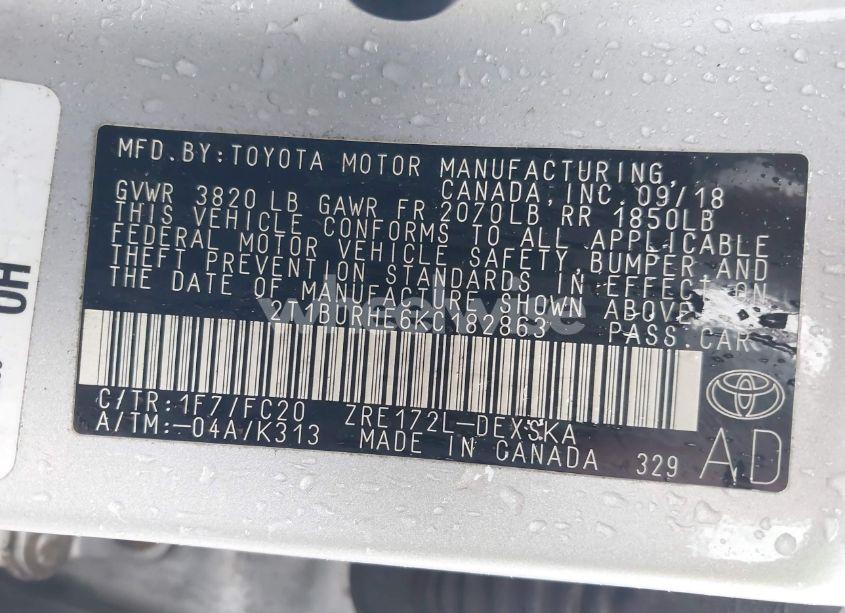 MFD. BY: TOYOTA MOTOR MANUFACTURING,
CANADA, INC. 09/18
GVWR 3820 LB GAWR FR 2070LB RR 1850LB
THIS VEHICLE CONFORMS TO ALL APPLICABLE
FEDERAL MOTOR VEHICLE SAFETY, BUMPER AND
THEFT PREVENTION STANDARDS IN EFFECT ON
THE DATE OF MANUFACTURE SHOWN ABOVE.
PASS. CAR
C/TR: 1F7/FC20 ZRE172L-DEXSKA
A/TM: -04A/K313 MADE IN CANADA 329
AD
HO